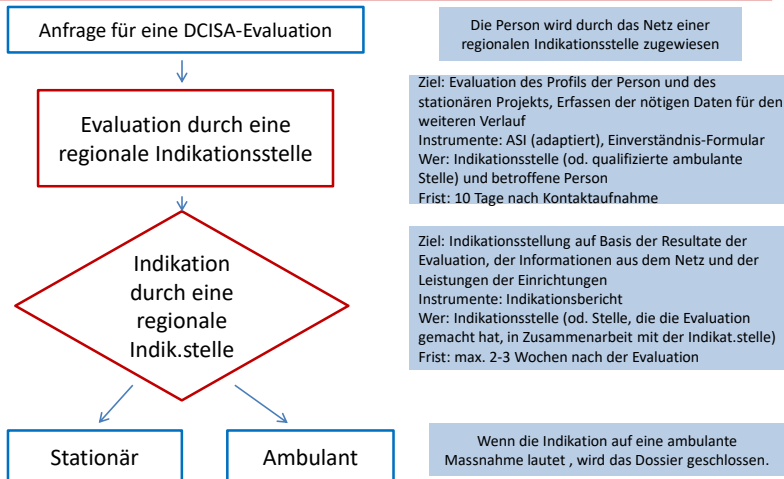 Anfrage für eine DCISA-Evaluation
Die Person wird durch das Netz einer
regionalen Indikationsstelle zugewiesen
Evaluation durch eine
regionale Indikationsstelle
Ziel: Evaluation des Profils der Person und des
stationären Projekts, Erfassen der nötigen Daten für den
weiteren Verlauf
Instrumente: ASI (adaptiert), Einverständnis-Formular
Wer: Indikationsstelle (od. qualifizierte ambulante
Stelle) und betroffene Person
Frist: 10 Tage nach Kontaktaufnahme
Indikation
durch eine
regionale
Indik.stelle
Ziel: Indikationsstellung auf Basis der Resultate der
Evaluation, der Informationen aus dem Netz und der
Leistungen der Einrichtungen
Instrumente: Indikationsbericht
Wer: Indikationsstelle (od. Stelle, die die Evaluation
gemacht hat, in Zusammenarbeit mit der Indikat.stelle)
Frist: max. 2-3 Wochen nach der Evaluation
Stationär
Ambulant
Wenn die Indikation auf eine ambulante
Massnahme lautet , wird das Dossier geschlossen.